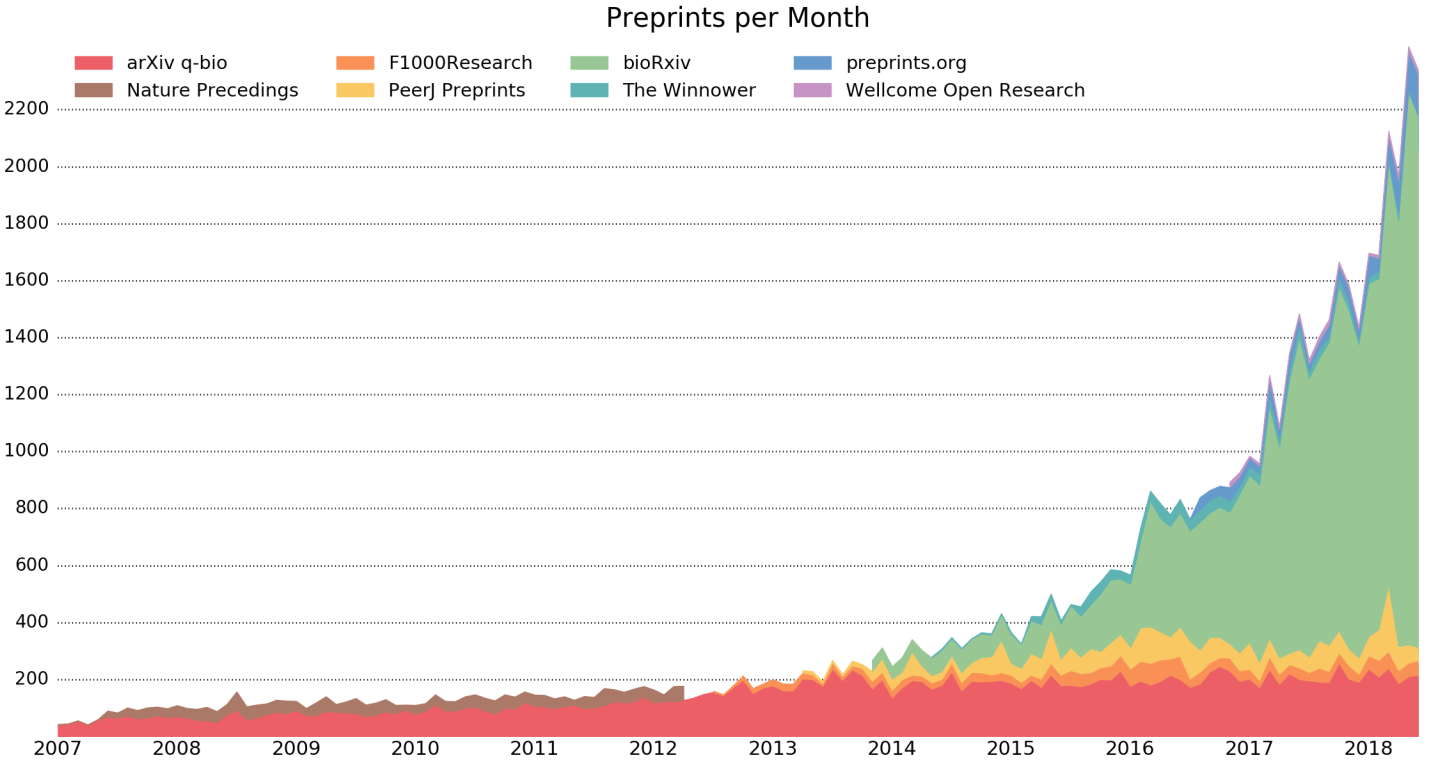 Preprints per Month
arXiv q-bio F1000Research bioRxiv preprints.org
Nature Precedings PeerJ Preprints The Winnower Wellcome Open Research
2200
2000
1800
1600
1400
1200
1000
800
600
400
200
2007 2008 2009 2010 2011 2012 2013 2014 2015 2016 2017 2018